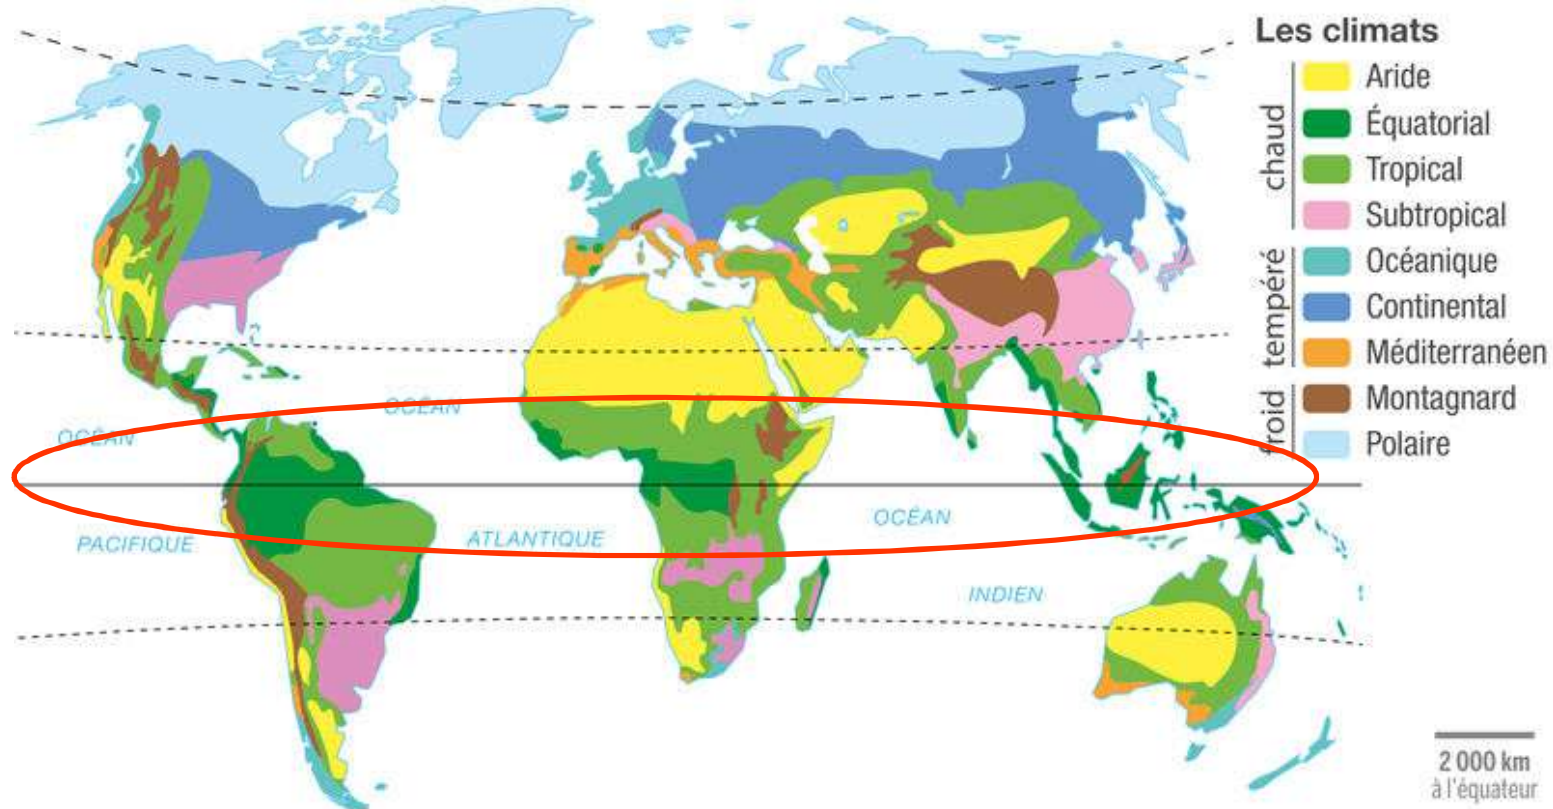 Les climats
chaud
Aride
Équatorial
Tropical
Subtropical
tempéré
Océanique
Continental
Méditerranéen
froid
Montagnard
Polaire
OCÉAN
PACIFIQUE
OCÉAN
ATLANTIQUE
OCÉAN
INDIEN
2 000 km
à l'équateur